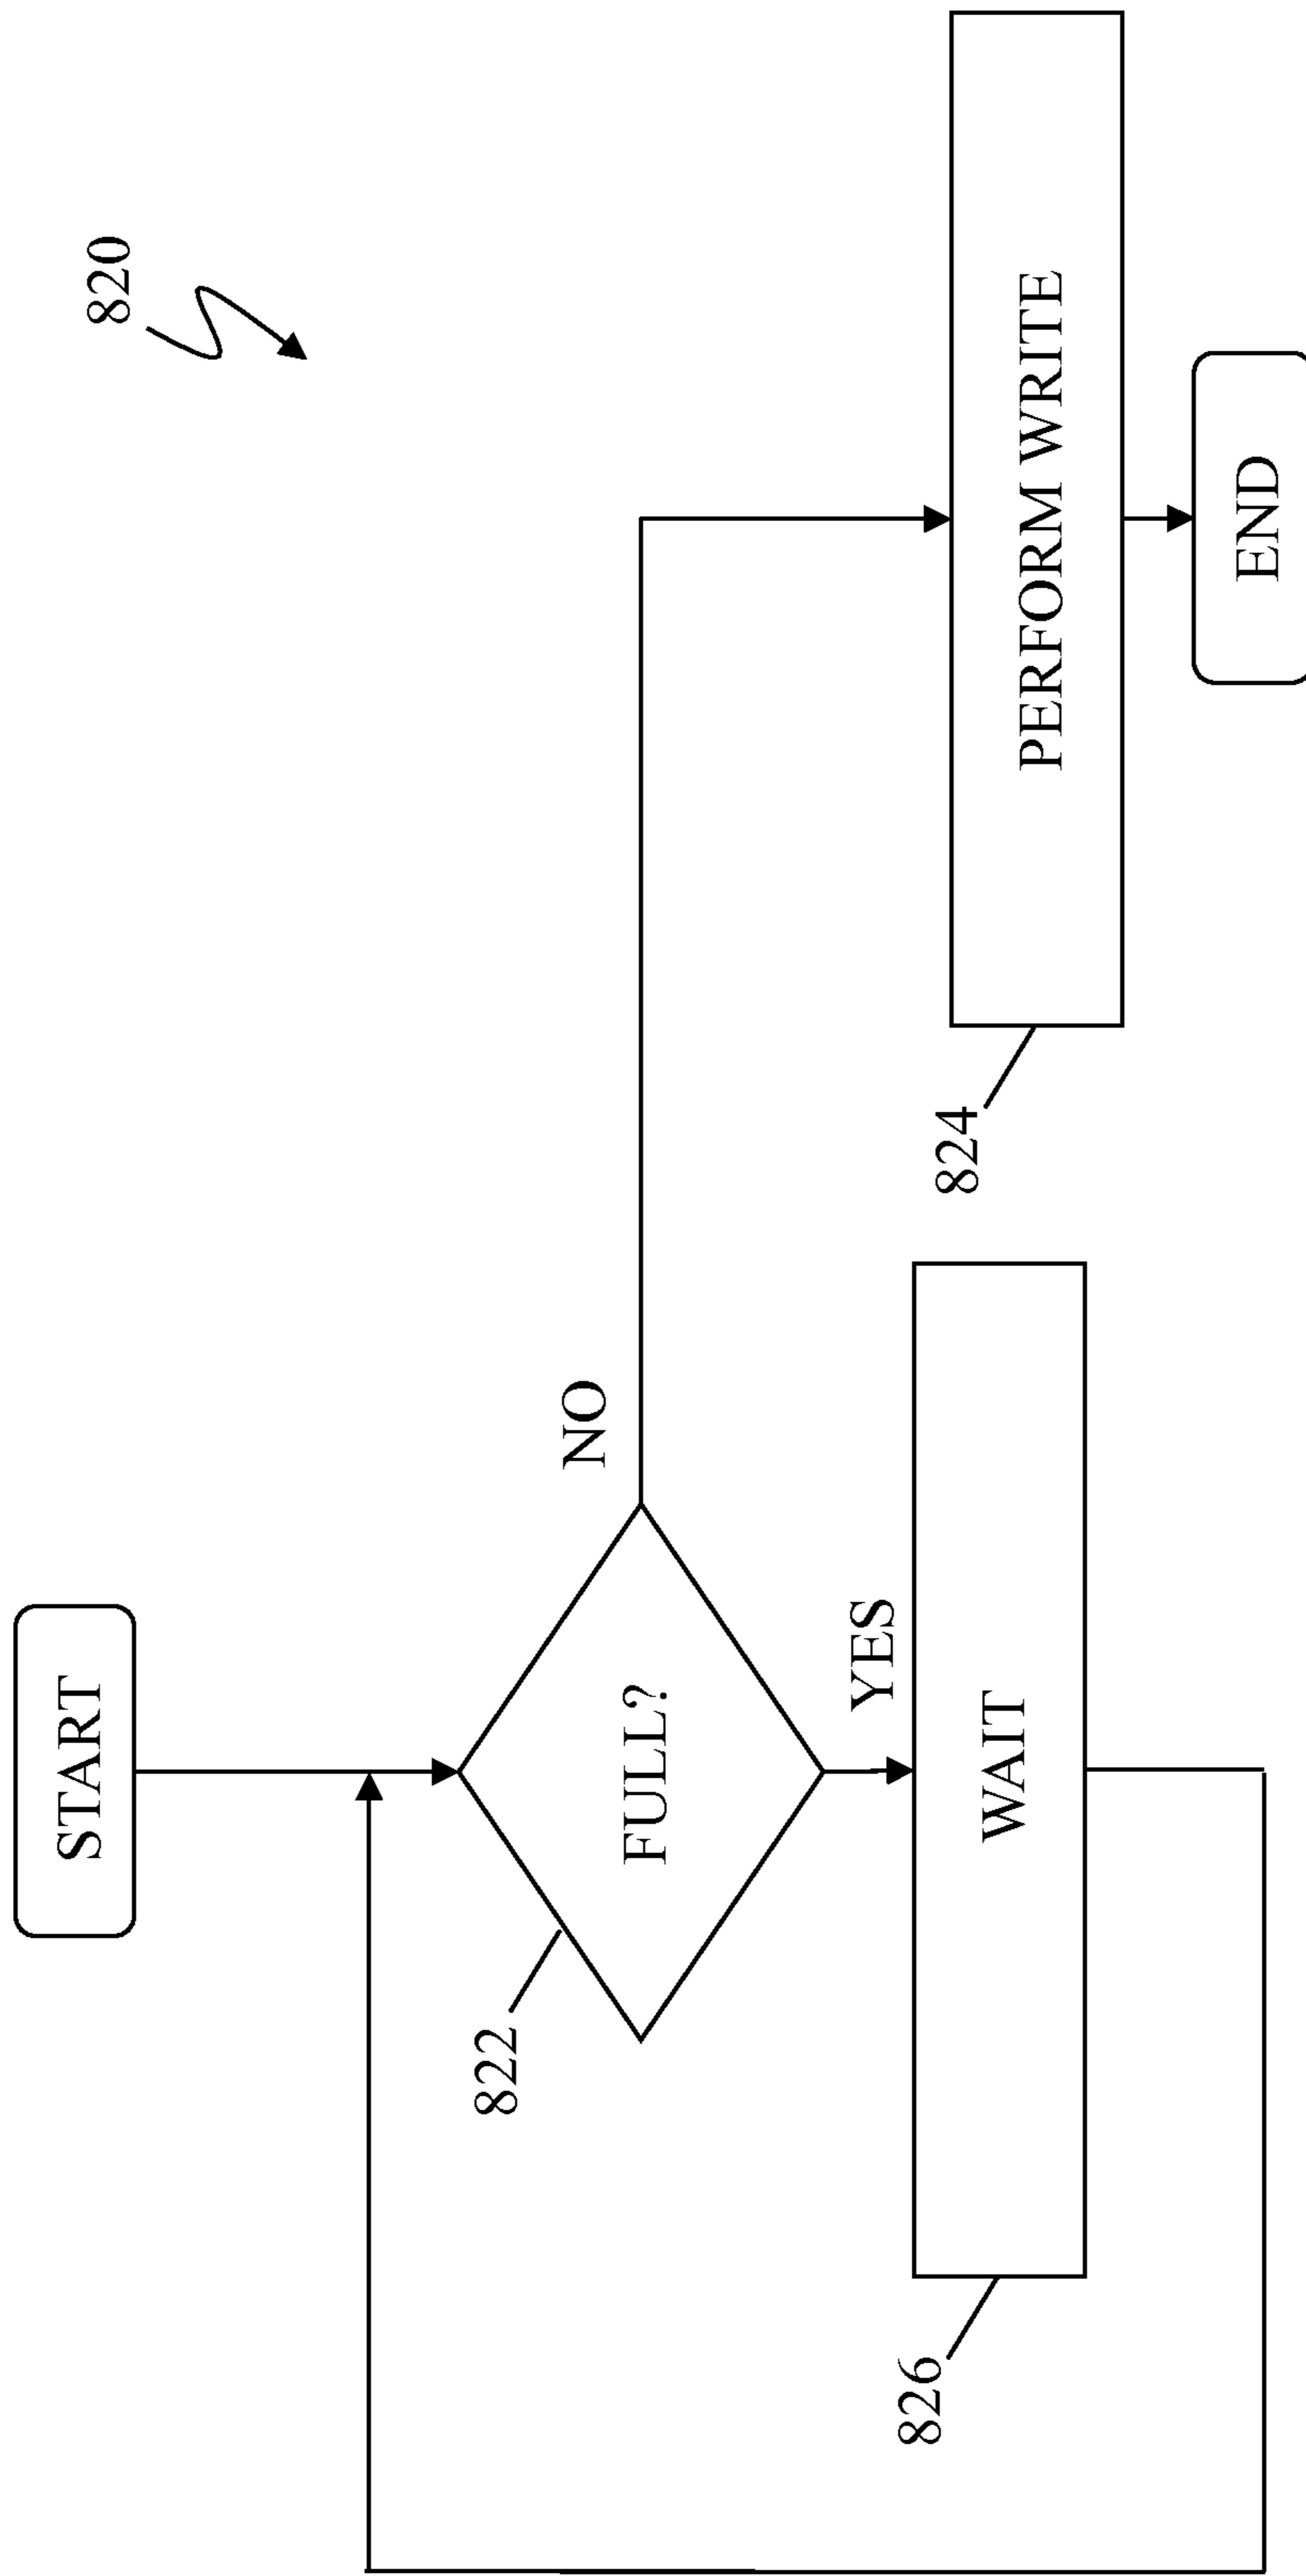 START
820
822
FULL?
NO
YES
826
WAIT
824
PERFORM WRITE
END